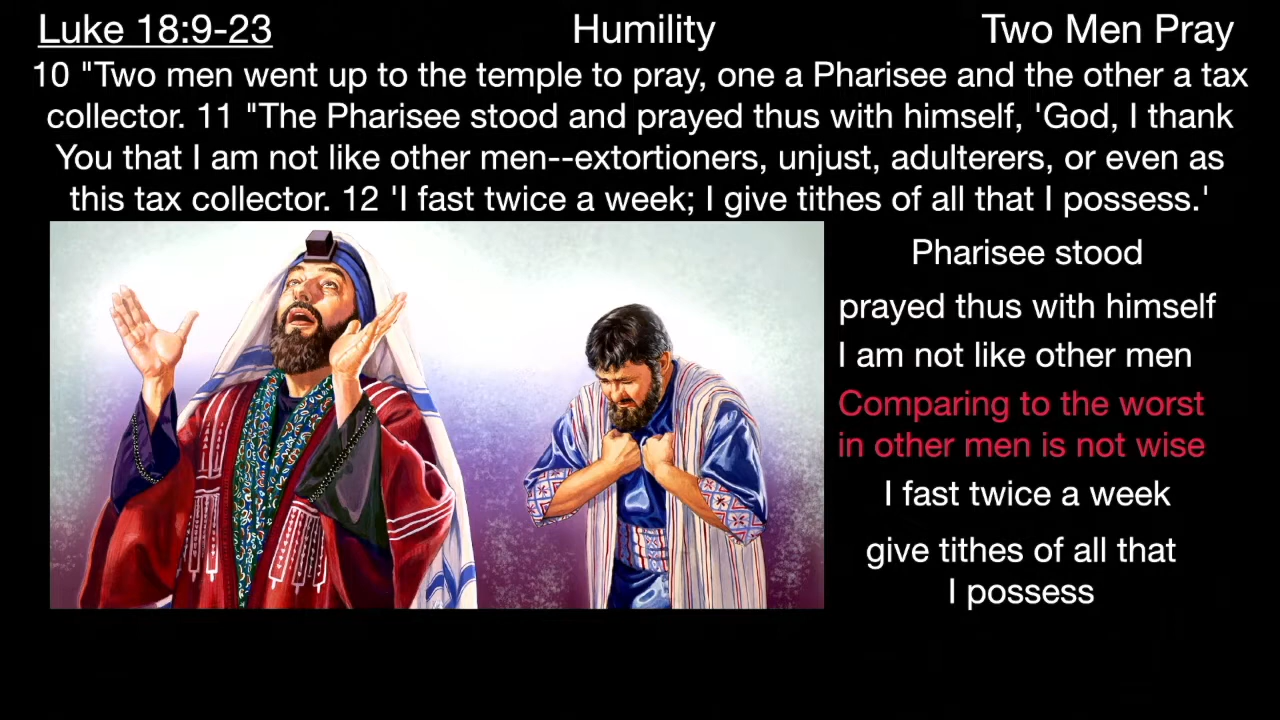 Luke 18:9-23 Humility Two Men Pray
10 "Two men went up to the temple to pray, one a Pharisee and the other a tax
collector. 11 "The Pharisee stood and prayed thus with himself, 'God, I thank
You that I am not like other men--extortioners, unjust, adulterers, or even as
this tax collector. 12 'I fast twice a week; I give tithes of all that I possess.'
Pharisee stood
prayed thus with himself
I am not like other men
Comparing to the worst
in other men is not wise
I fast twice a week
give tithes of all that
I possess